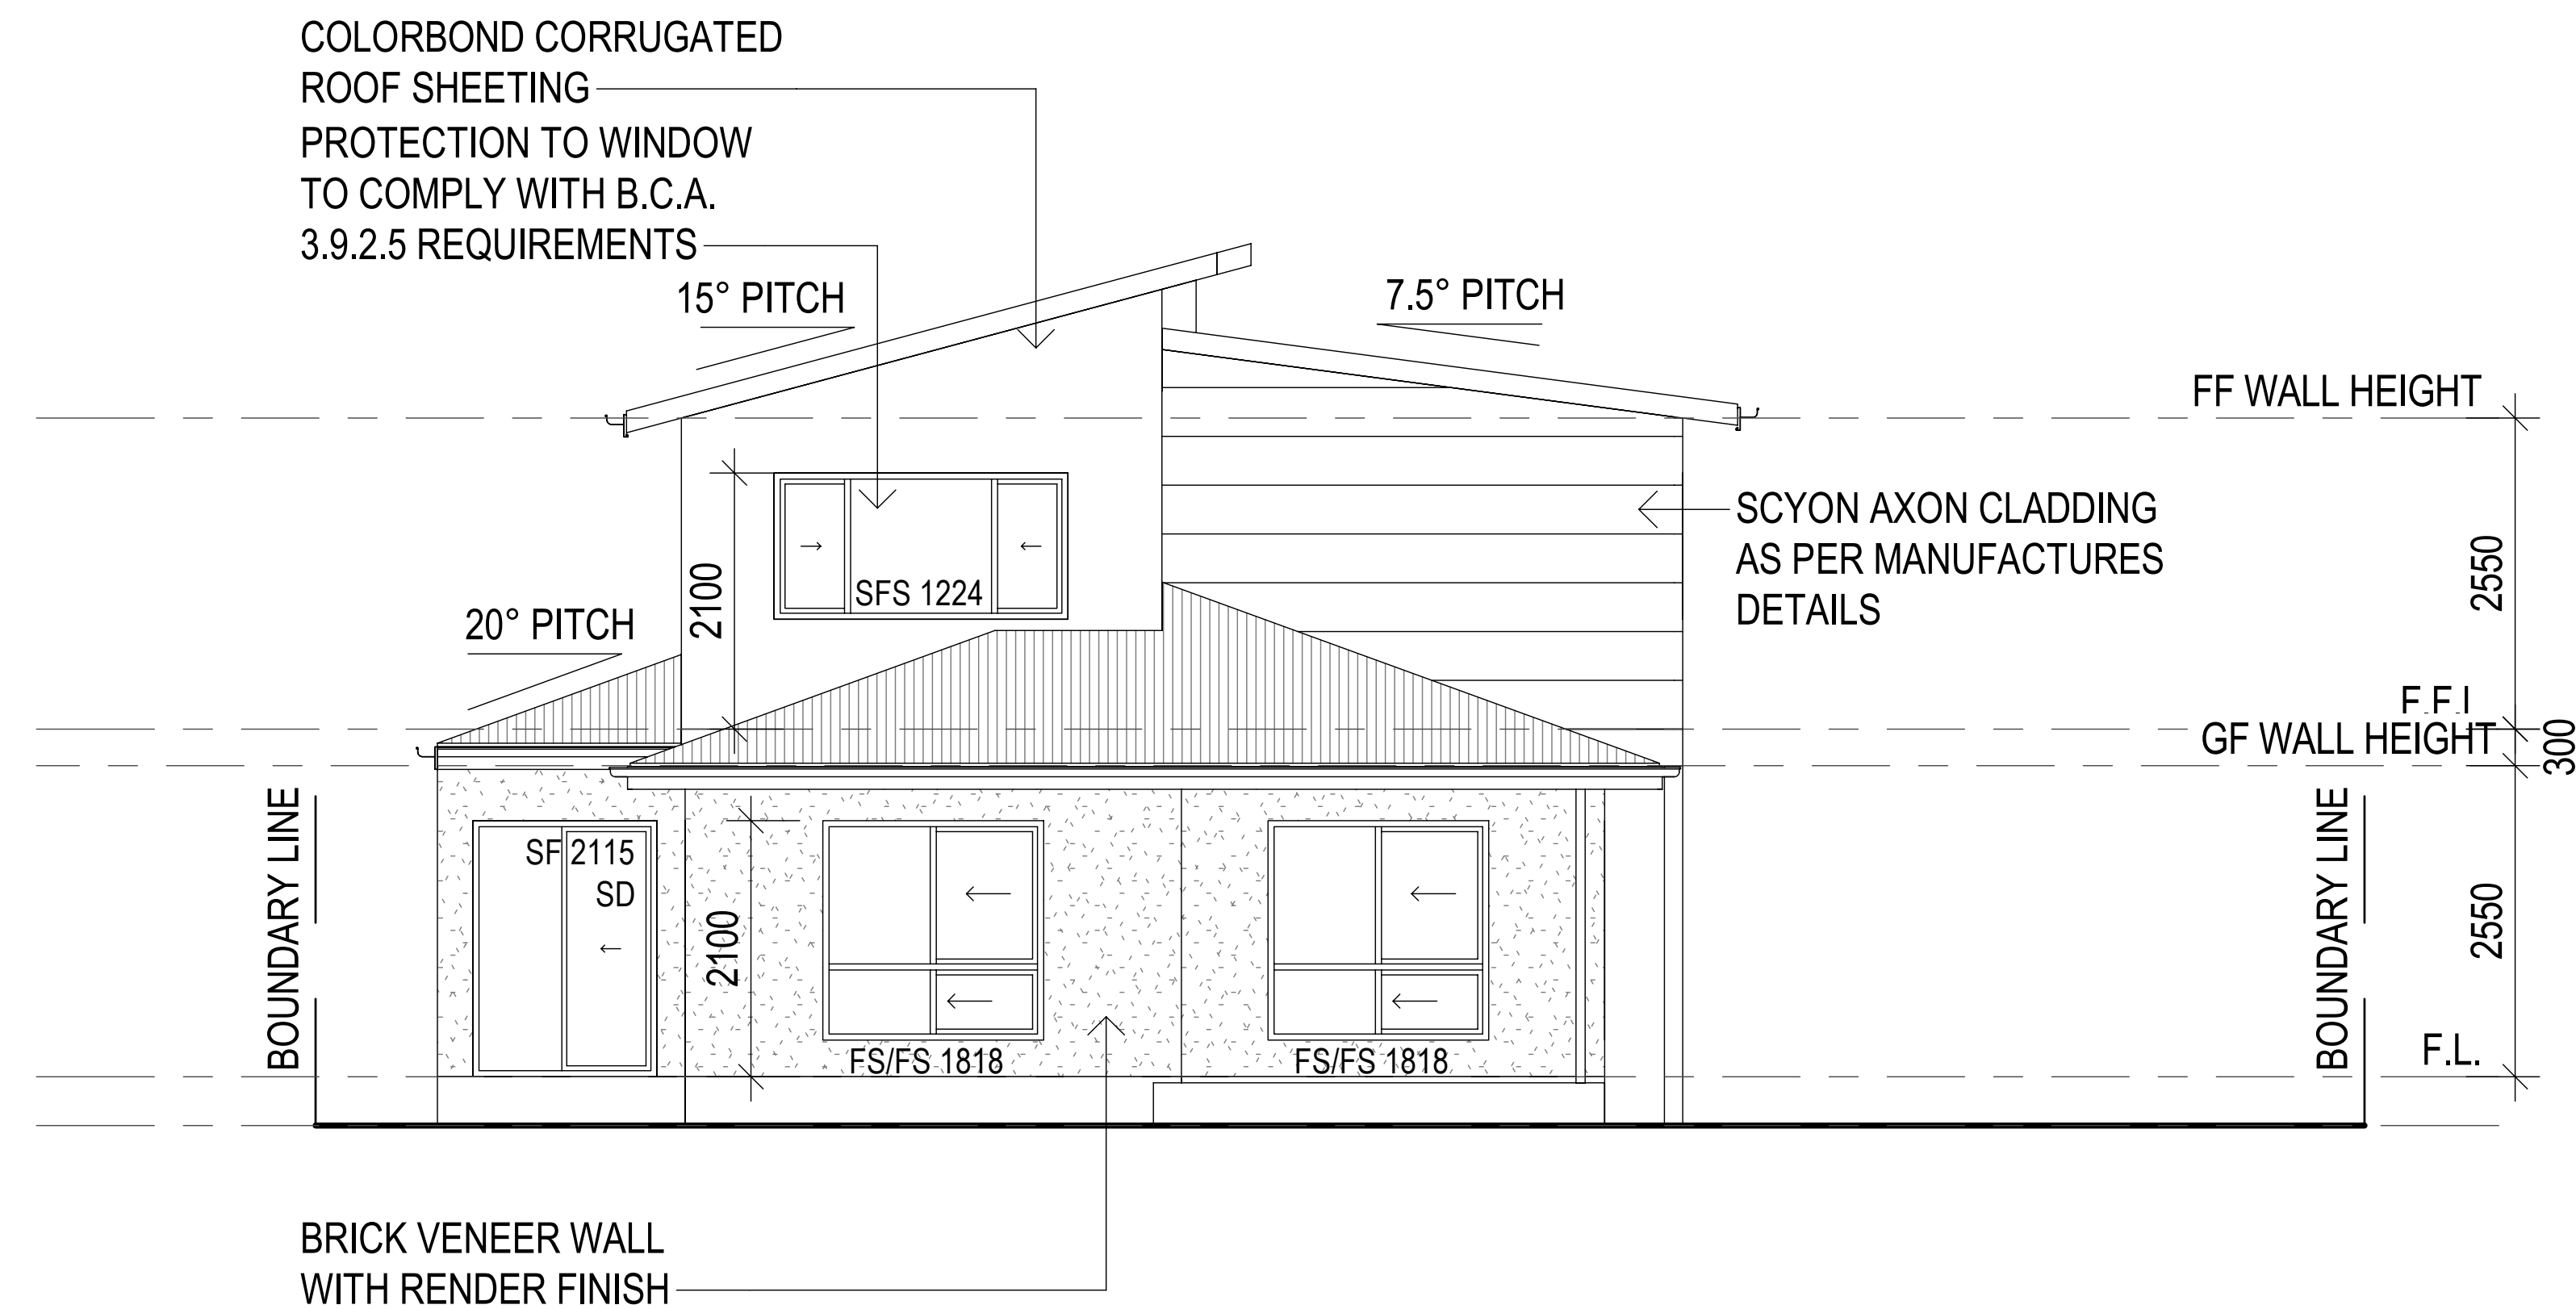 COLORBOND CORRUGATED
ROOF SHEETING
PROTECTION TO WINDOW
TO COMPLY WITH B.C.A.
3.9.2.5 REQUIREMENTS
15° PITCH
7.5° PITCH
FF WALL HEIGHT
SCYON AXON CLADDING
AS PER MANUFACTURES
DETAILS
2550
2100
SFS 1224
20° PITCH
GF WALL HEIGHT
300
BOUNDARY LINE
SF 2115
SD
2100
FS/FS 1818
FS/FS 1818
BOUNDARY LINE
2550
F.L.
BRICK VENEER WALL
WITH RENDER FINISH